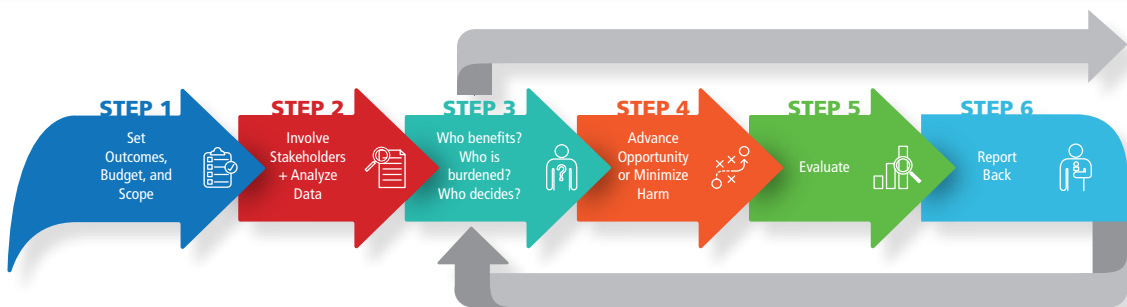 STEP 1
Set
Outcomes,
Budget, and
Scope
STEP 2
Involve
Stakeholders
+ Analyze
Data
STEP 3
Who benefits?
Who is
burdened?
Who decides?
?
STEP 4
Advance
Opportunity
or Minimize
Harm
STEP 5
Evaluate
STEP 6
Report
Back